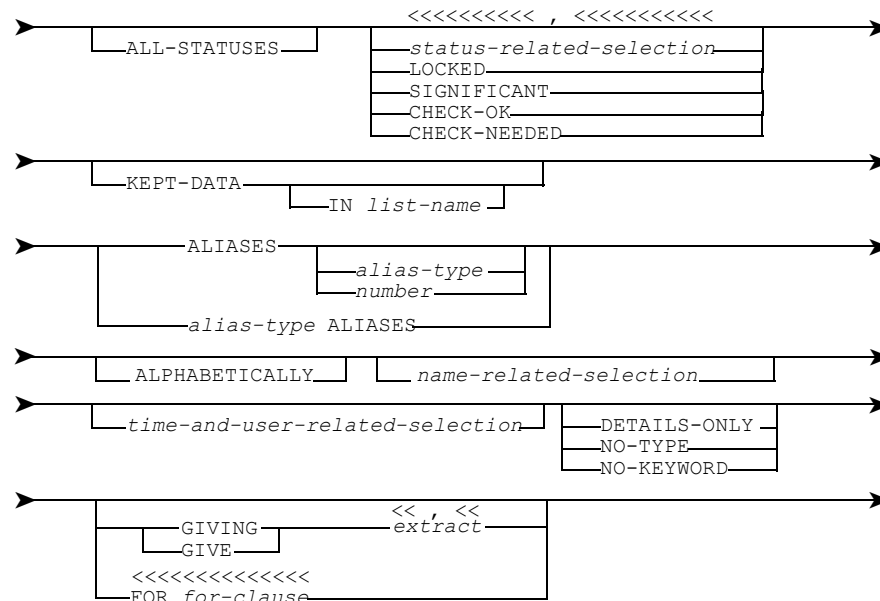 <<<<<<<<<< , <<<<<<<<<<<
ALL-STATUSES status-related-selection
LOCKED
SIGNIFICANT
CHECK-OK
CHECK-NEEDED
KEPT-DATA
IN list-name
ALIASES
alias-type
number
alias-type ALIASES
ALPHABETICALLY name-related-selection
time-and-user-related-selection DETAILS-ONLY
NO-TYPE
NO-KEYWORD
<< , <<
GIVING extract
GIVE
<<<<<<<<<<<<<<
FOR for-clause